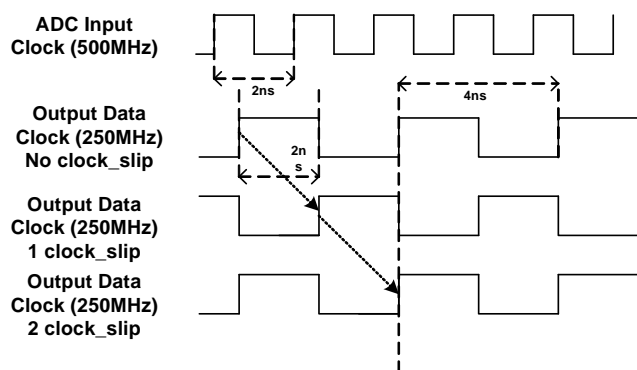 ADC Input
Clock (500MHz)
2ns
4ns
Output Data
Clock (250MHz)
No clock_slip
2n
s
Output Data
Clock (250MHz)
1 clock_slip
Output Data
Clock (250MHz)
2 clock_slip